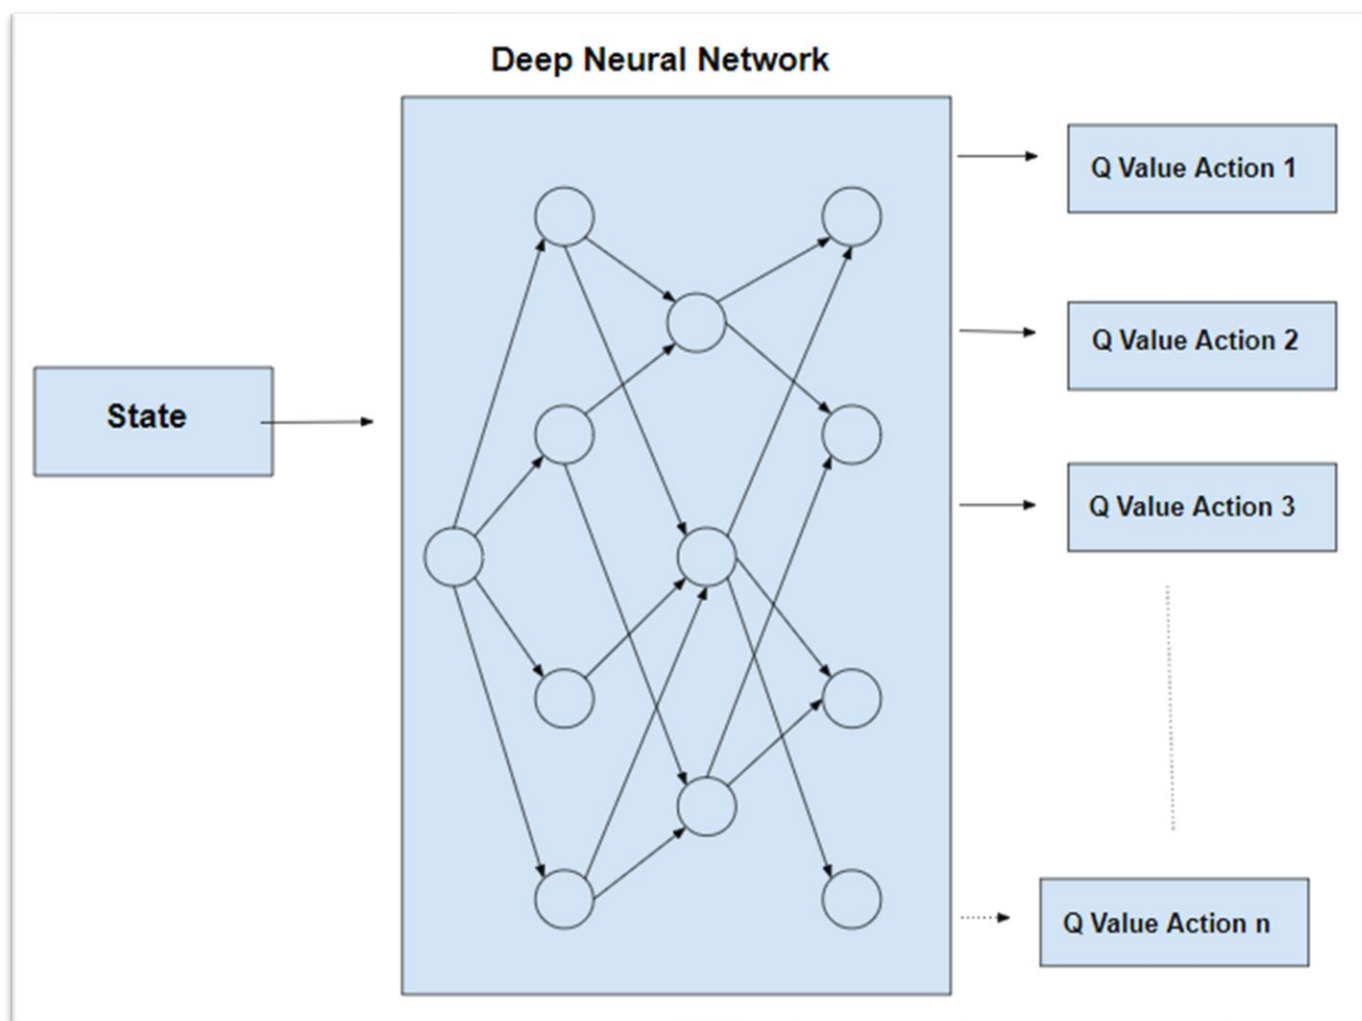 Deep Neural Network
State
Q Value Action 1
Q Value Action 2
Q Value Action 3
Q Value Action n